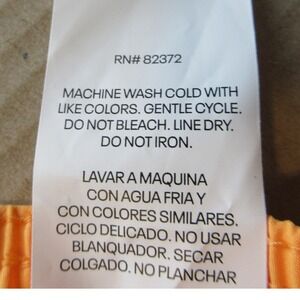 RN# 82372
MACHINE WASH COLD WITH
LIKE COLORS. GENTLE CYCLE.
DO NOT BLEACH. LINE DRY.
DO NOT IRON.
LAVAR A MAQUINA
CON AGUA FRIA Y
CON COLORES SIMILARES.
CICLO DELICADO. NO USAR
BLANQUADOR. SECAR
COLGADO. NO PLANCHAR